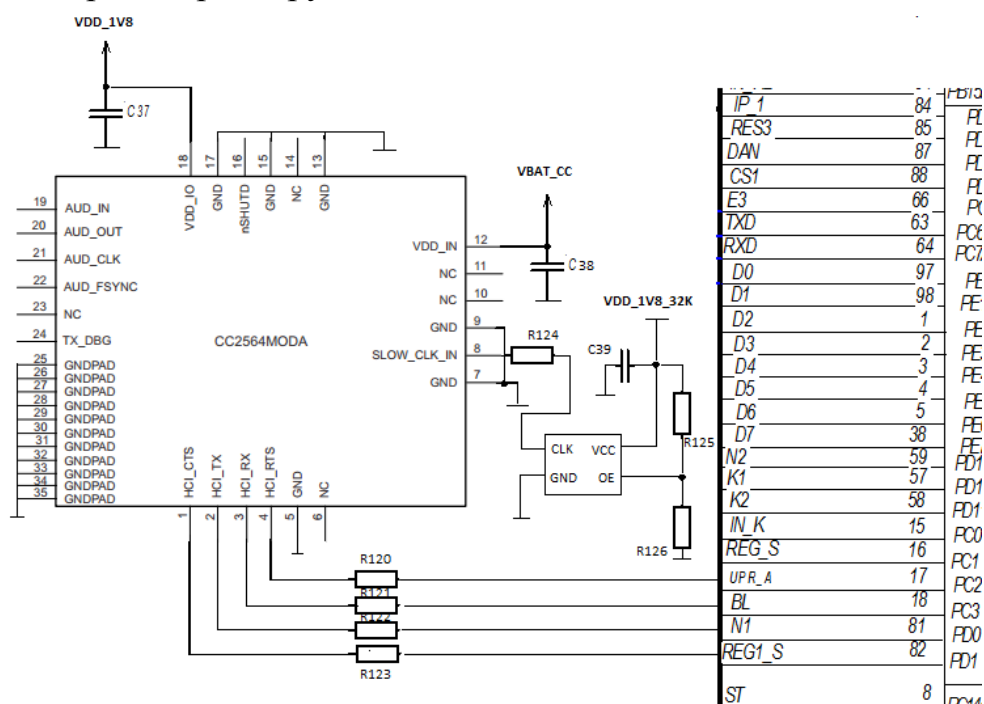 VDD_1V8
C37
18 17 16 15 14 13
VDD_IO GND nSHUTD GND NC GND
19 AUD_IN
20 AUD_OUT
21 AUD_CLK
22 AUD_FSYNC
23 NC
24 TX_DBG
25 GNDPAD
26 GNDPAD
27 GNDPAD
28 GNDPAD
29 GNDPAD
30 GNDPAD
31 GNDPAD
32 GNDPAD
33 GNDPAD
34 GNDPAD
35 GNDPAD
CC2564MODA
VBAT_CC
VDD_IN 12
C38
NC 11
NC 10
GND 9
SLOW_CLK_IN 8
GND 7
HCI_CTS HCI_TX HCI_RX HCI_RTS GND NC
1 2 3 4 5 6
R124
VDD_1V8_32K
C39
R125
CLK VCC
GND OE
R126
R120
R121
R122
R123
IP_1 84
RES3 85
DAN 87
CS1 88
E3 66
TXD 63 PC6
RXD 64 PC7
D0 97
D1 98
D2 1
D3 2
D4 3
D5 4
D6 5
D7 38
N2 59
K1 57
K2 58
IN_K 15 PC0
REG_S 16 PC1
UPR_A 17 PC2
BL 18 PC3
N1 81 PD0
REG1_S 82 PD1
ST 8